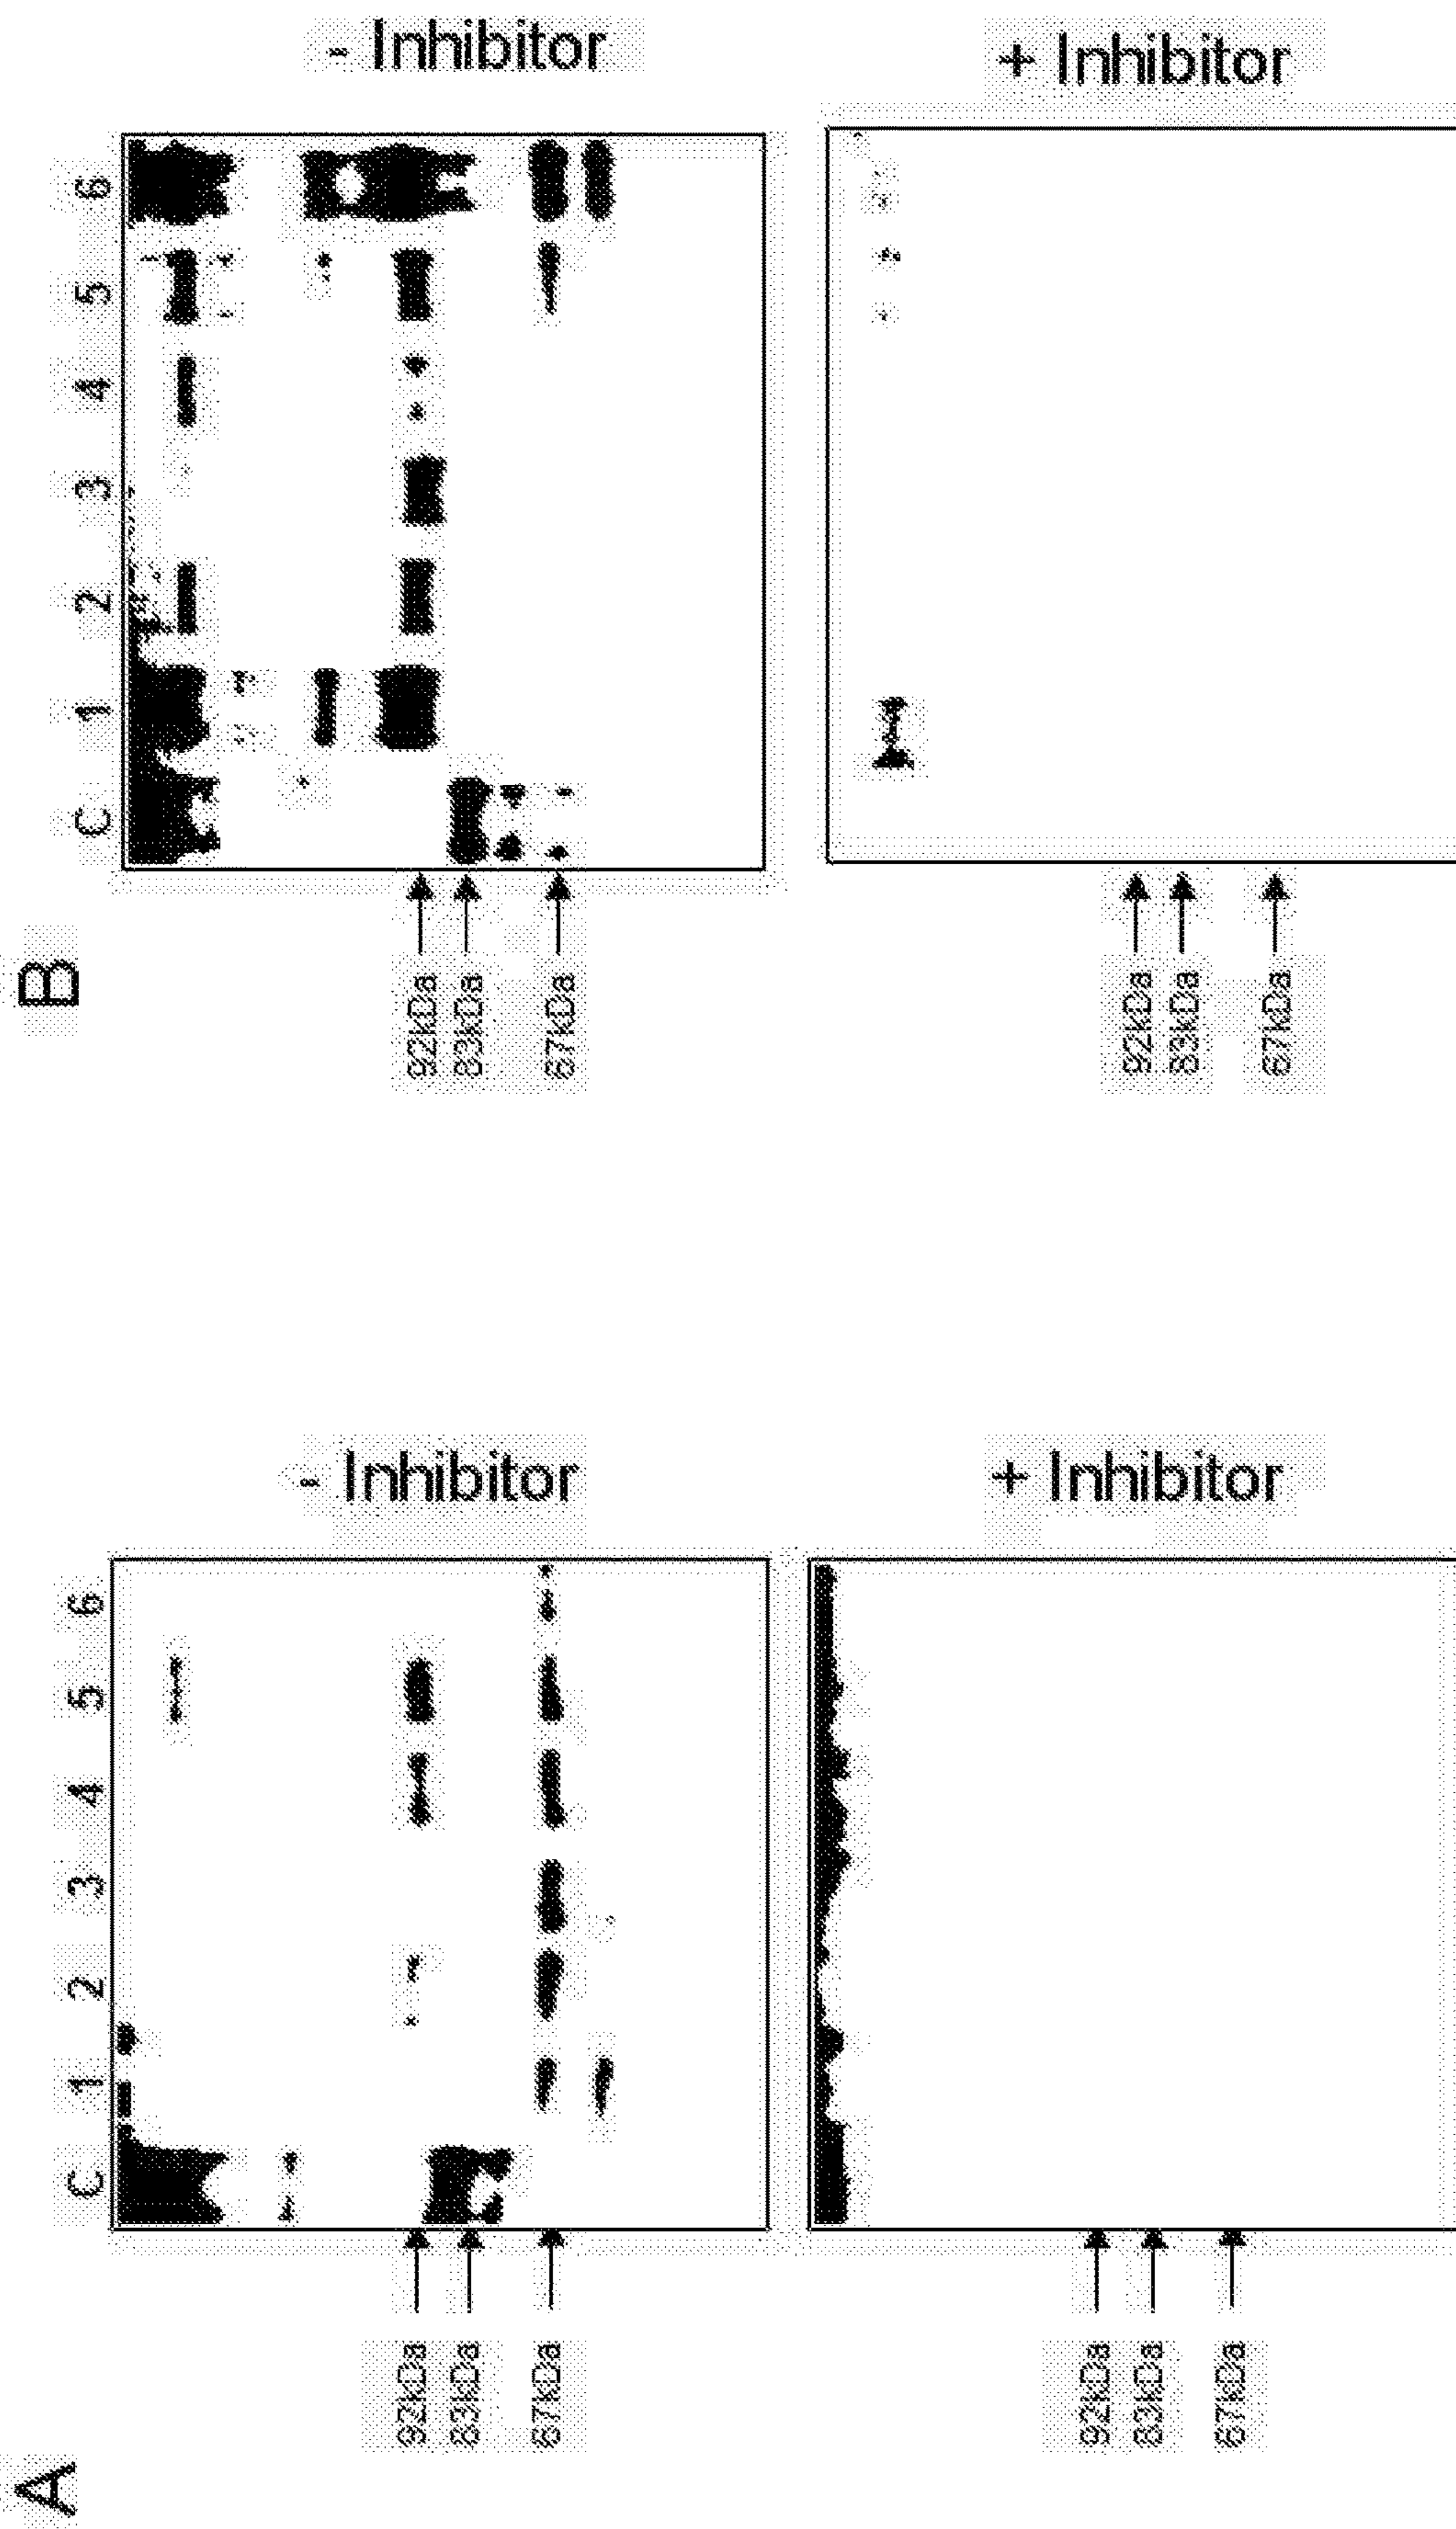 B
C 1 2 3 4 5 6
92kDa
83kDa
67kDa
- Inhibitor
92kDa
83kDa
67kDa
+ Inhibitor
A
C 1 2 3 4 5 6
92kDa
83kDa
67kDa
- Inhibitor
92kDa
83kDa
67kDa
+ Inhibitor